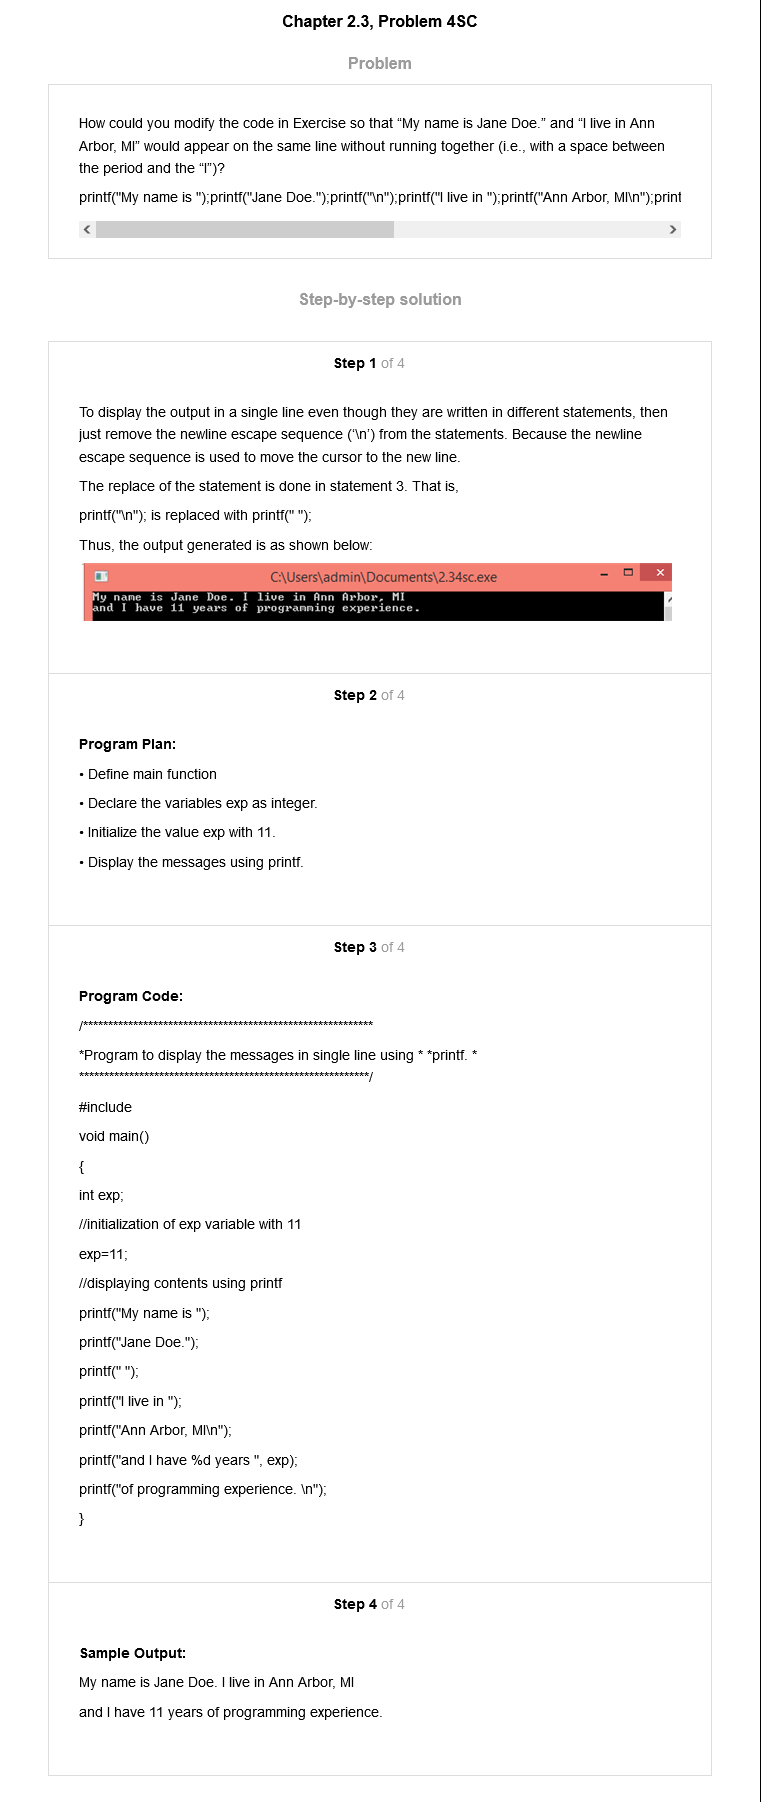 Chapter 2.3, Problem 4SC
Problem
How could you modify the code in Exercise so that “My name is Jane Doe.” and “I live in Ann
Arbor, MI” would appear on the same line without running together (i.e., with a space between
the period and the “I”)?
printf("My name is ");printf("Jane Doe.");printf("\n");printf("I live in ");printf("Ann Arbor, MI\n");print
Step-by-step solution
Step 1 of 4
To display the output in a single line even though they are written in different statements, then
just remove the newline escape sequence (‘\n’) from the statements. Because the newline
escape sequence is used to move the cursor to the new line.
The replace of the statement is done in statement 3. That is,
printf("\n"); is replaced with printf(" ");
Thus, the output generated is as shown below:
C:\Users\admin\Documents\2.34sc.exe
My name is Jane Doe. I live in Ann Arbor, MI
and I have 11 years of programming experience.
Step 2 of 4
Program Plan:
• Define main function
• Declare the variables exp as integer.
• Initialize the value exp with 11.
• Display the messages using printf.
Step 3 of 4
Program Code:
/**********************************************************
*Program to display the messages in single line using * *printf. *
**********************************************************/
#include
void main()
{
int exp;
//initialization of exp variable with 11
exp=11;
//displaying contents using printf
printf("My name is ");
printf("Jane Doe.");
printf(" ");
printf("I live in ");
printf("Ann Arbor, MI\n");
printf("and I have %d years ", exp);
printf("of programming experience. \n");
}
Step 4 of 4
Sample Output:
My name is Jane Doe. I live in Ann Arbor, MI
and I have 11 years of programming experience.